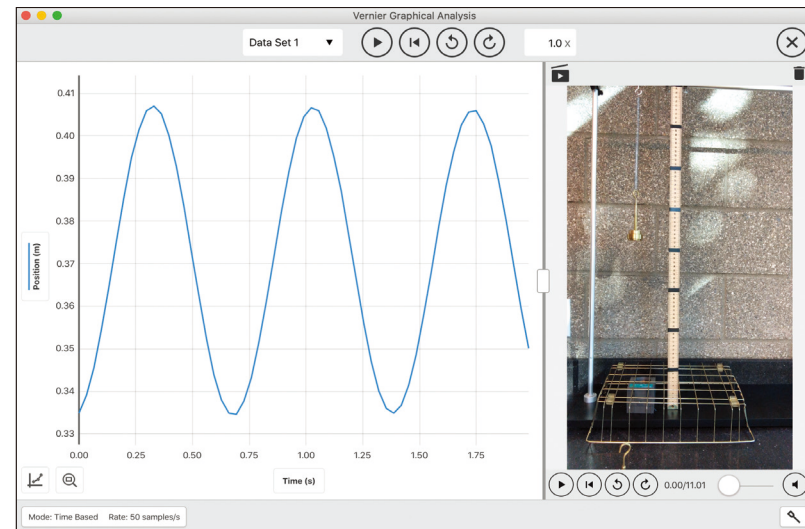 Vernier Graphical Analysis
Data Set 1
1.0 x
0.41
0.40
0.39
0.38
0.37
0.36
0.35
0.34
0.33
Position (m)
0.00 0.25 0.50 0.75 1.00 1.25 1.50 1.75
Time (s)
0.00/11.01
Mode: Time Based Rate: 50 samples/s